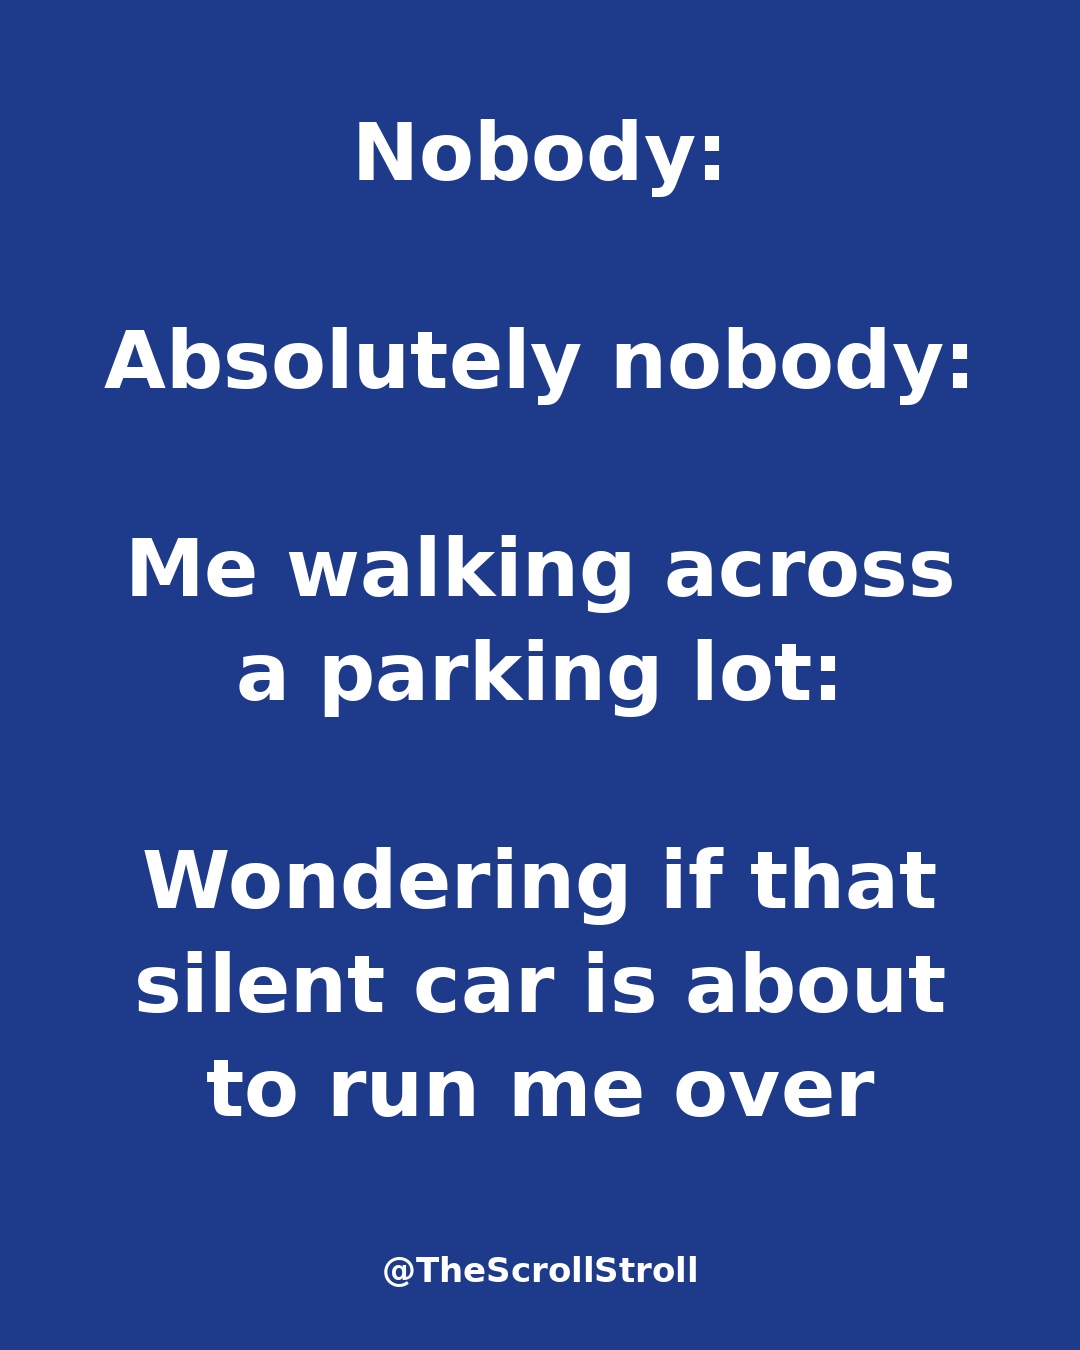 Nobody:
Absolutely nobody:
Me walking across
a parking lot:
Wondering if that
silent car is about
to run me over
@TheScrollStroll